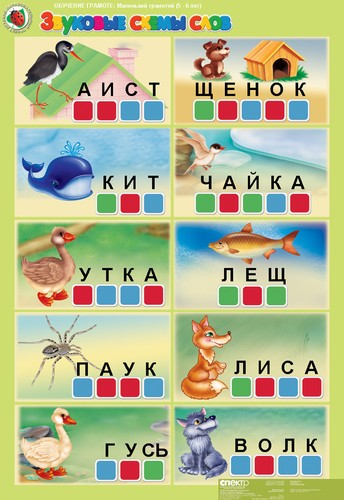 ОБУЧЕНИЕ ГРАМОТЕ: Маленький грамотей (5 - 6 лет)
ЗВУКОВЫЕ СХЕМЫ СЛОВ
АИСТ
ЩЕНОК
КИТ
ЧАЙКА
УТКА
ЛЕЩ
ПАУК
ЛИСА
ГУСЬ
ВОЛК
спектр